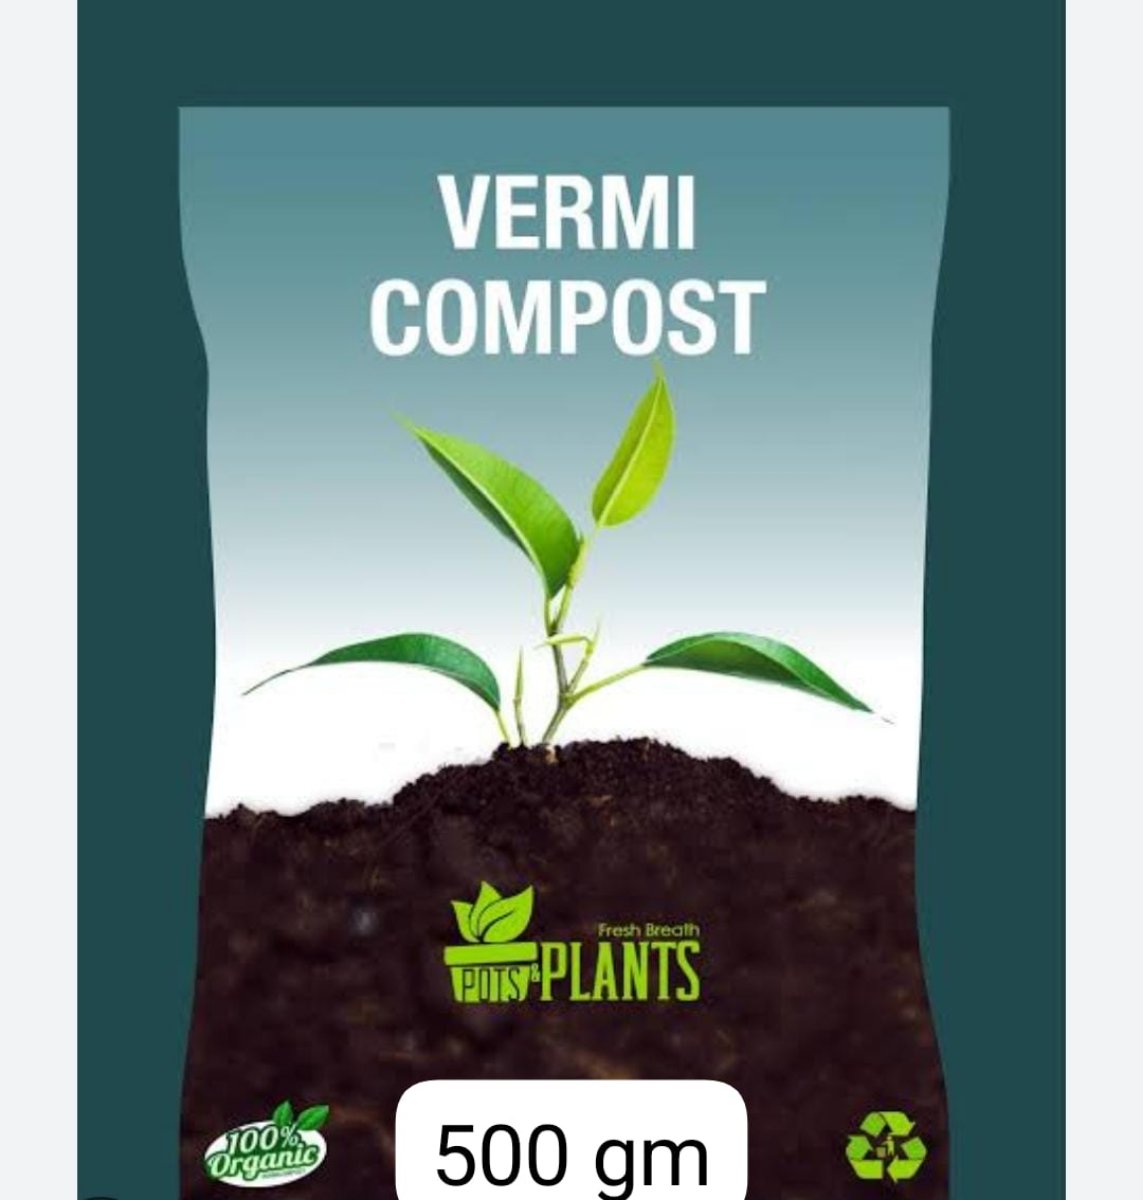 VERMI
COMPOST
Fresh Breath
POTS & PLANTS
100%
Organic
500 gm